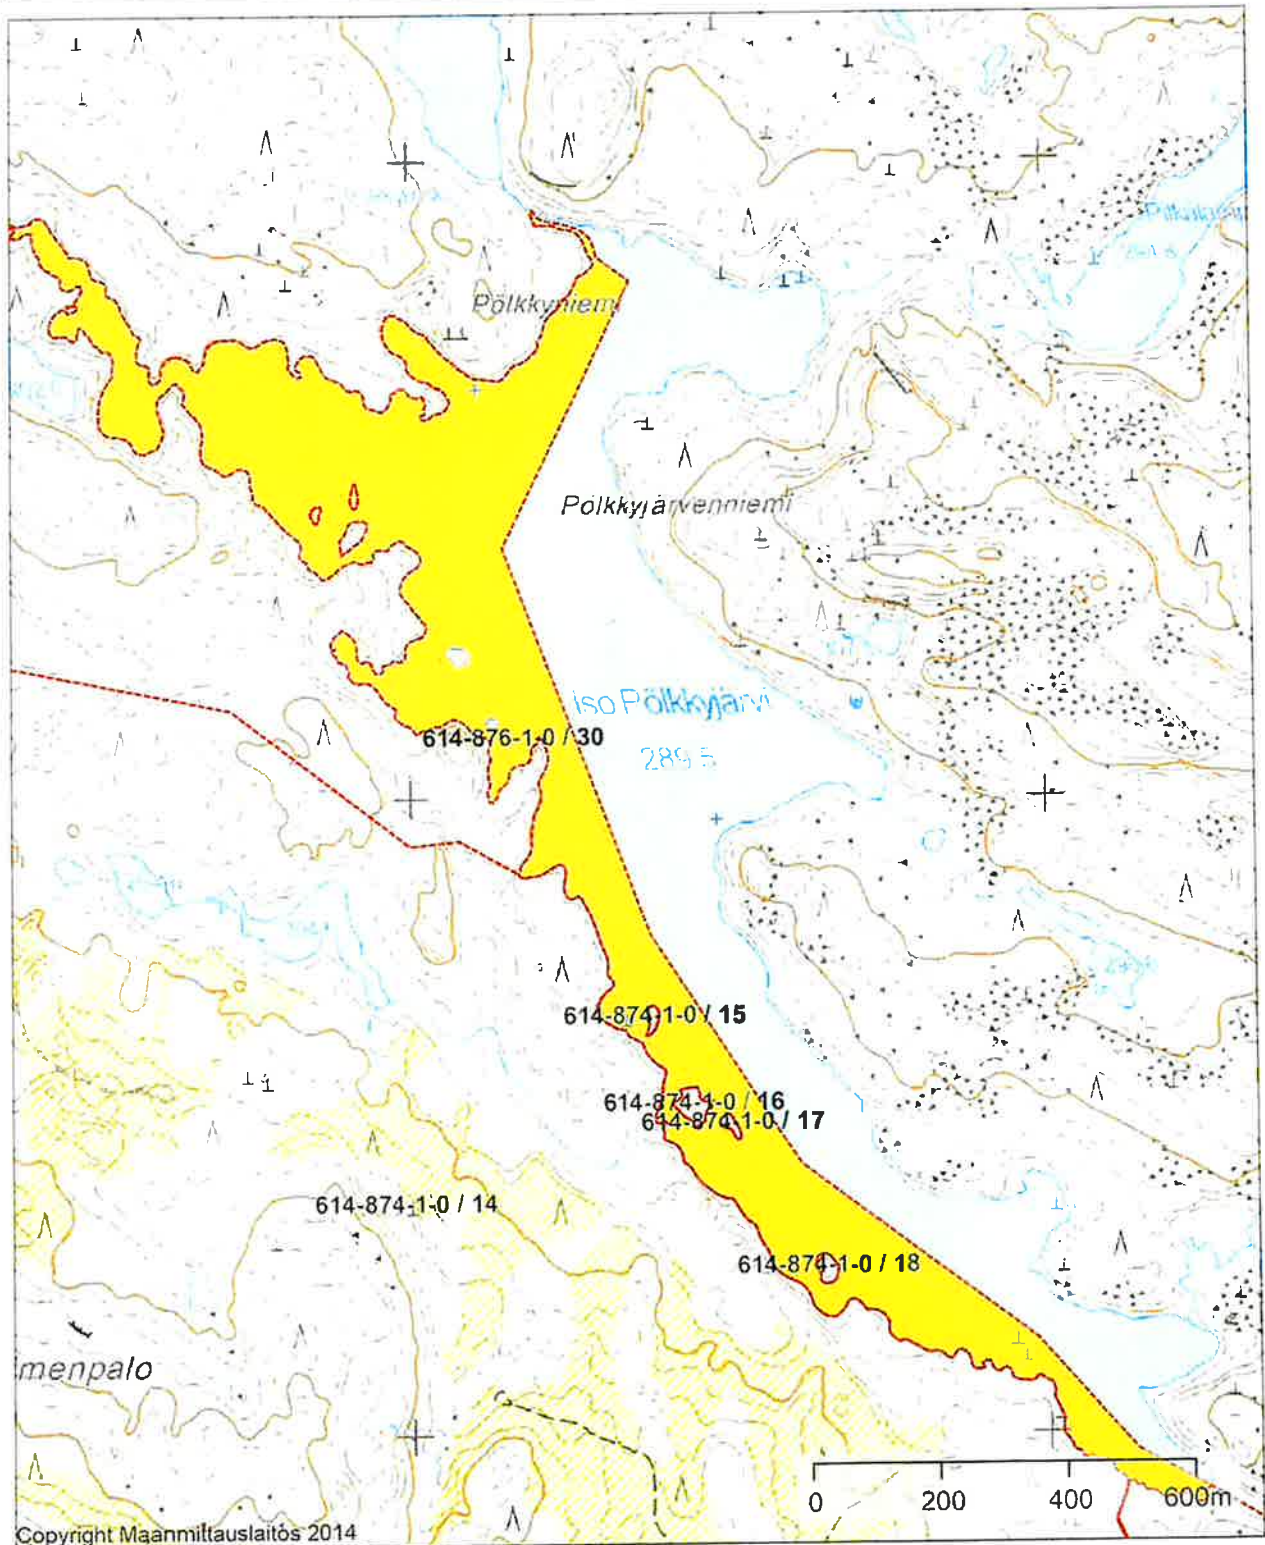 Pölkkyniemi
Pölkkyjärvenniemi
Iso Pölkkyjärvi
289.5
614-876-1-0 / 30
614-874-1-0 / 15
614-874-1-0 / 16
614-874-1-0 / 17
614-874-1-0 / 14
614-874-1-0 / 18
menpalo
0 200 400 600m
Copyright Maanmittauslaitos 2014